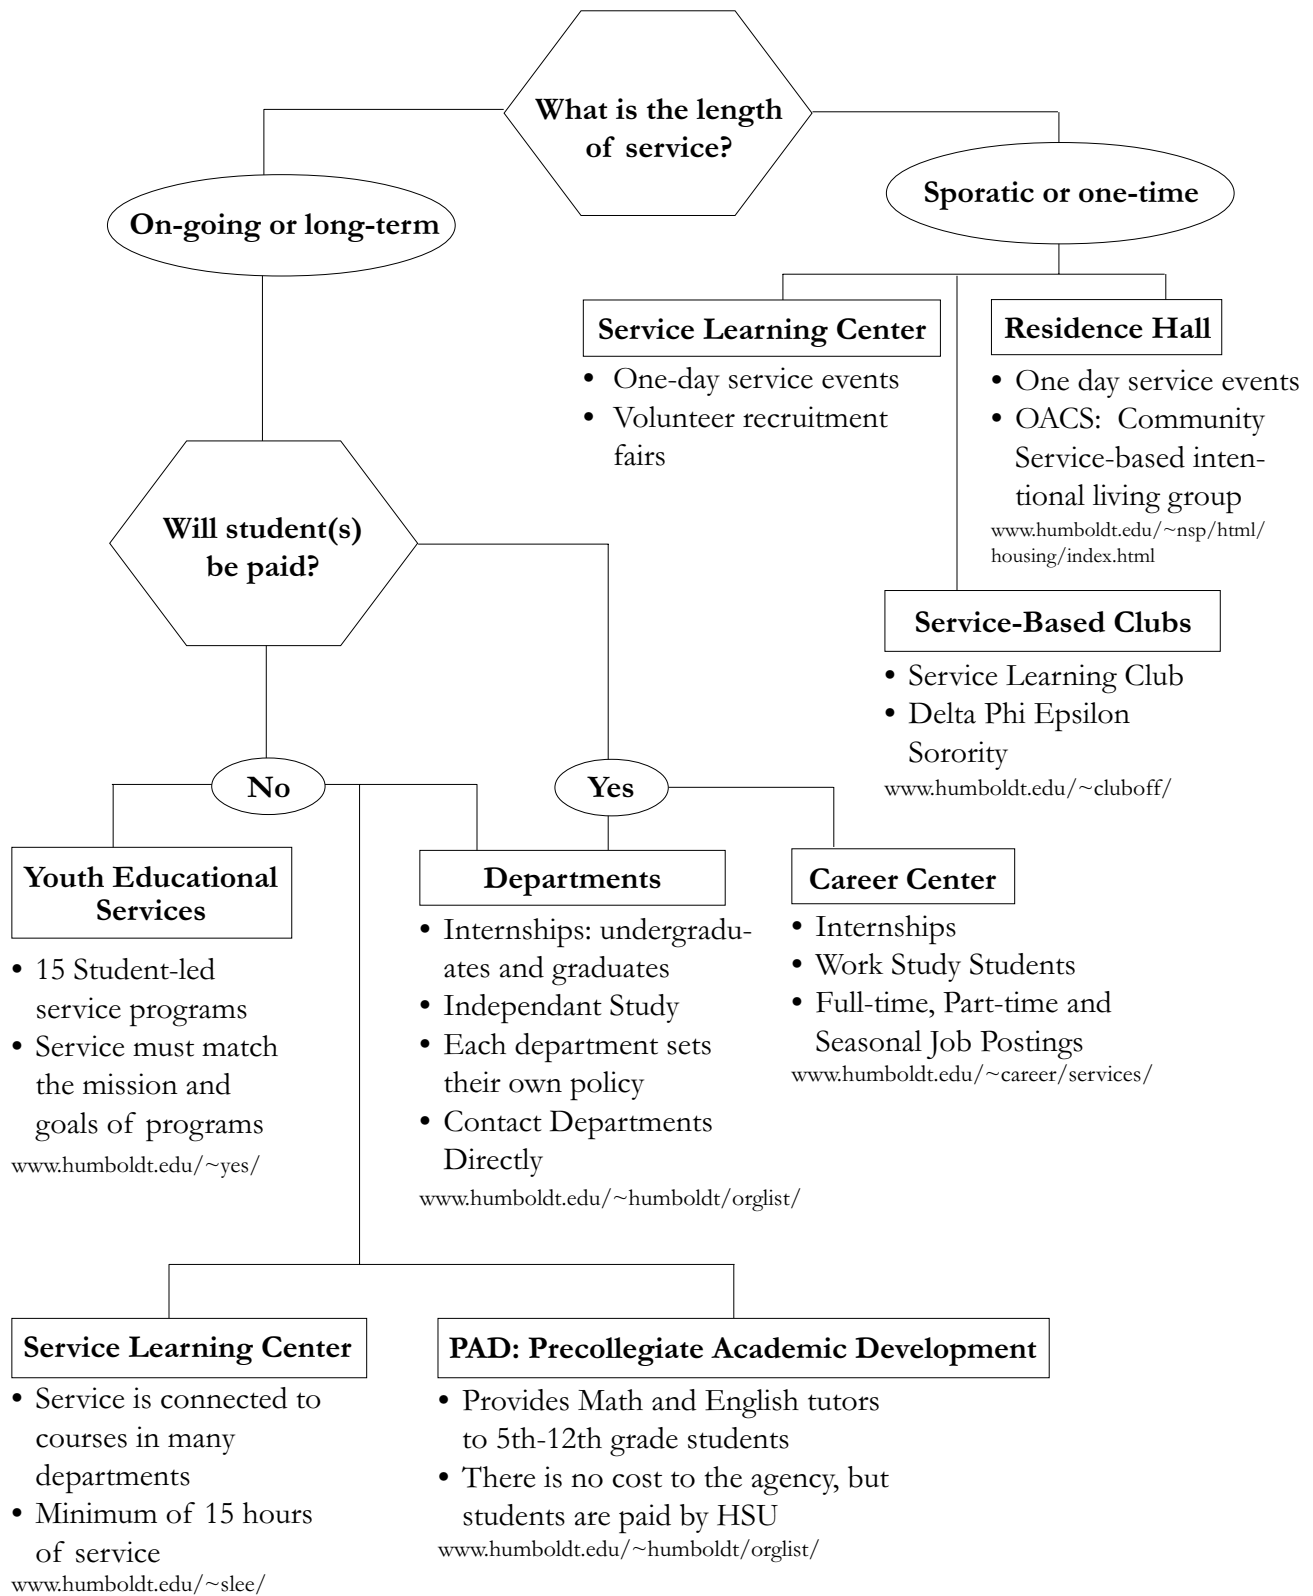 What is the length
of service?
On-going or long-term
Sporatic or one-time
Service Learning Center
• One-day service events
• Volunteer recruitment
fairs
Residence Hall
• One day service events
• OACS: Community
Service-based inten-
tional living group
www.humboldt.edu/~nsp/html/
housing/index.html
Service-Based Clubs
• Service Learning Club
• Delta Phi Epsilon
Sorority
www.humboldt.edu/~cluboff/
Will student(s)
be paid?
No
Yes
Youth Educational
Services
• 15 Student-led
service programs
• Service must match
the mission and
goals of programs
www.humboldt.edu/~yes/
Departments
• Internships: undergradu-
ates and graduates
• Independant Study
• Each department sets
their own policy
• Contact Departments
Directly
www.humboldt.edu/~humboldt/orglist/
Career Center
• Internships
• Work Study Students
• Full-time, Part-time and
Seasonal Job Postings
www.humboldt.edu/~career/services/
Service Learning Center
• Service is connected to
courses in many
departments
• Minimum of 15 hours
of service
www.humboldt.edu/~slee/
PAD: Precollegiate Academic Development
• Provides Math and English tutors
to 5th-12th grade students
• There is no cost to the agency, but
students are paid by HSU
www.humboldt.edu/~humboldt/orglist/